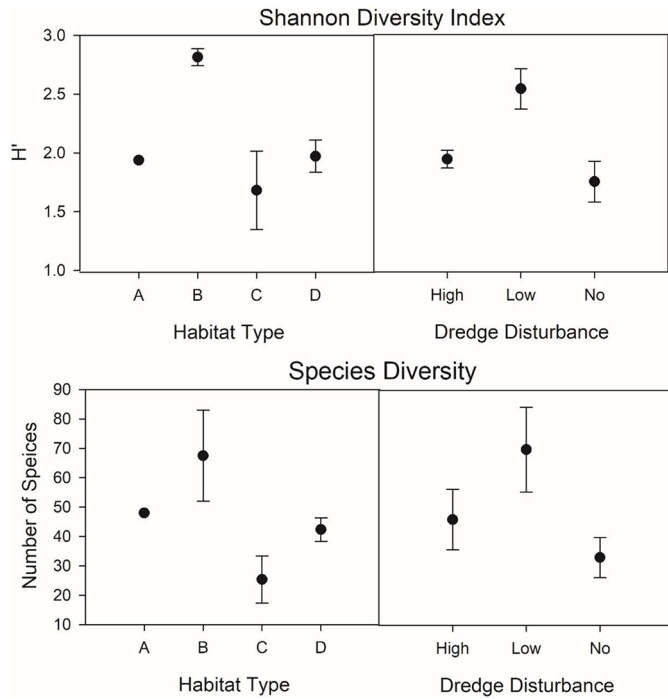 Shannon Diversity Index
3.0
2.5
2.0
1.5
1.0
H'
A B C D
High Low No
Habitat Type
Dredge Disturbance
Species Diversity
90
80
70
60
50
40
30
20
10
Number of Speices
A B C D
High Low No
Habitat Type
Dredge Disturbance